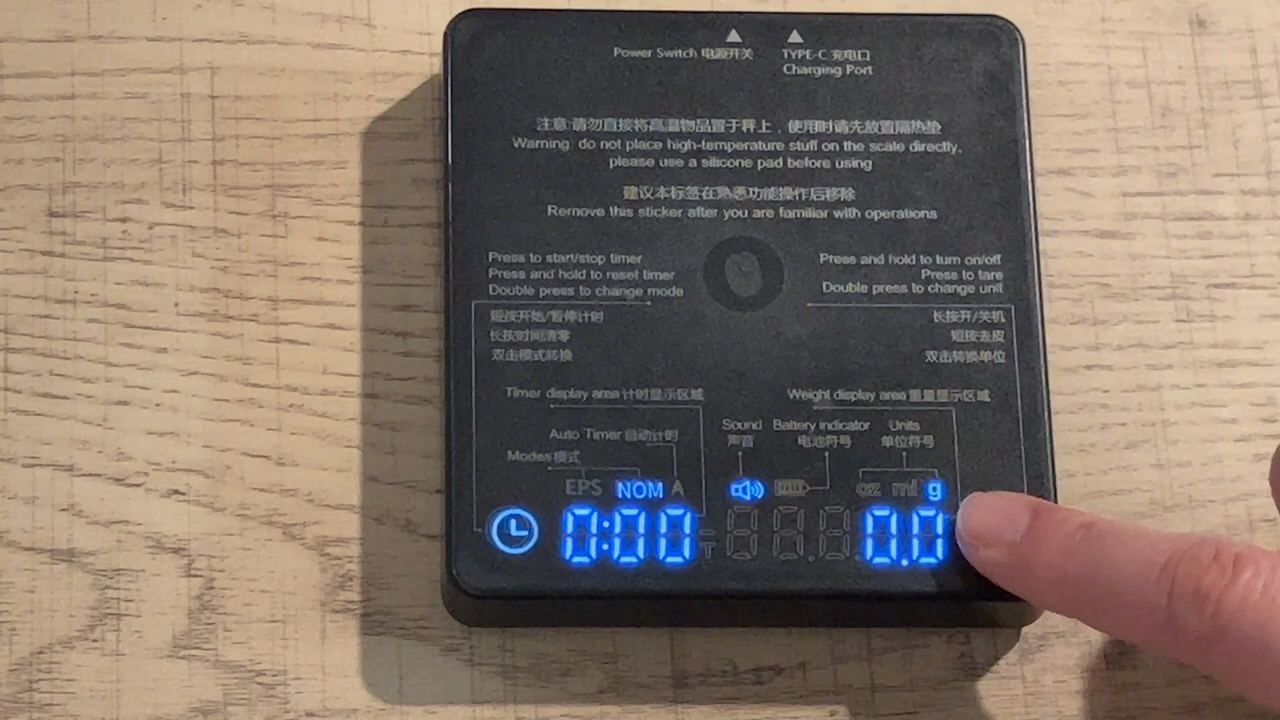 Power Switch 电源开关
TYPE-C 充电口
Charging Port
注意:请勿直接将高温物品置于秤上，使用时请先放置隔热垫
Warning: do not place high-temperature stuff on the scale directly,
please use a silicone pad before using
建议本标签在熟悉功能操作后移除
Remove this sticker after you are familiar with operations
Press to start/stop timer
Press and hold to reset timer
Double press to change mode
短按开始/暂停计时
长按时间清零
双击模式转换
Press and hold to turn on/off
Press to tare
Double press to change unit
长按开/关机
短按去皮
双击转换单位
Timer display area 计时显示区域
Weight display area 重量显示区域
Auto Timer 自动计时
Modes 模式
Sound
声音
Battery indicator
电池符号
Units
单位符号
EPS NOM A
oz ml g
0:00
T
0.0